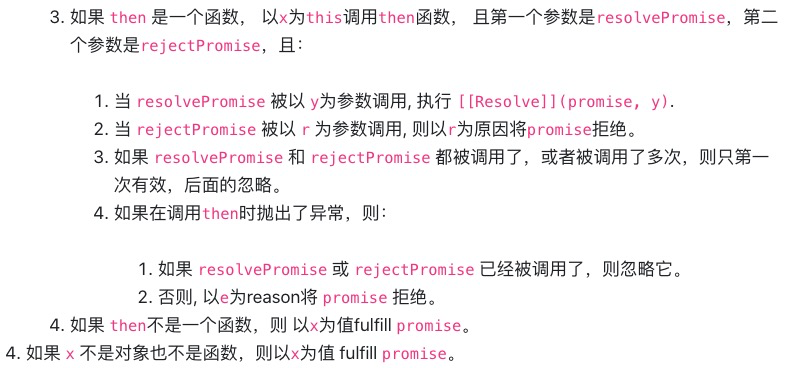 3. 如果 then 是一个函数， 以x为this调用then函数， 且第一个参数是resolvePromise，第二
个参数是rejectPromise，且：
1. 当 resolvePromise 被以 y为参数调用, 执行 [[Resolve]](promise, y).
2. 当 rejectPromise 被以 r 为参数调用, 则以r为原因将promise拒绝。
3. 如果 resolvePromise 和 rejectPromise 都被调用了，或者被调用了多次，则只第一
次有效，后面的忽略。
4. 如果在调用then时抛出了异常，则：
1. 如果 resolvePromise 或 rejectPromise 已经被调用了，则忽略它。
2. 否则, 以e为reason将 promise 拒绝。
4. 如果 then不是一个函数，则 以x为值fulfill promise。
4. 如果 x 不是对象也不是函数，则以x为值 fulfill promise。